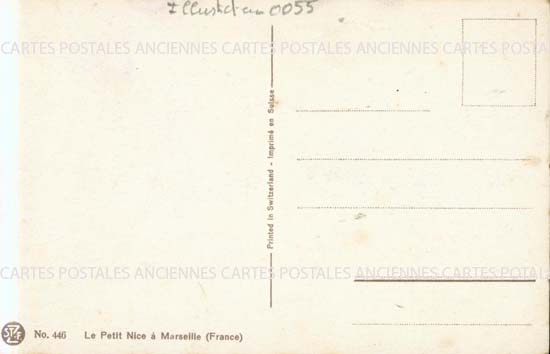 Illustrateur 0055
CARTES POSTALES ANCIENNES CARTES POSTALES ANCIENNES CARTES POSTALES
Printed in Switzerland - Imprimé en Suisse
CARTES POSTALES ANCIENNES CARTES POSTALES ANCIENNES CARTES POSTALES
No. 446 Le Petit Nice à Marseille (France)